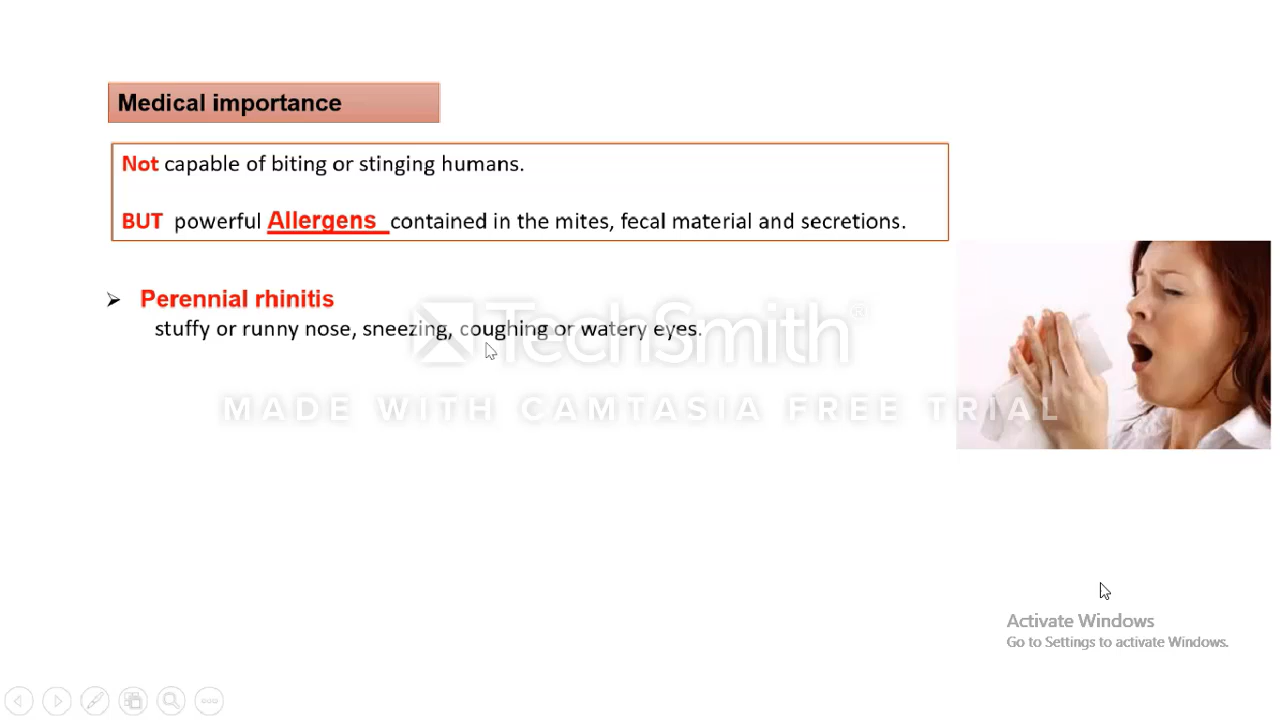 Medical importance
Not capable of biting or stinging humans.
BUT powerful Allergens contained in the mites, fecal material and secretions.
➢ Perennial rhinitis
stuffy or runny nose, sneezing, coughing or watery eyes.
TechSmith®
MADE WITH CAMTASIA FREE TRIAL
Activate Windows
Go to Settings to activate Windows.